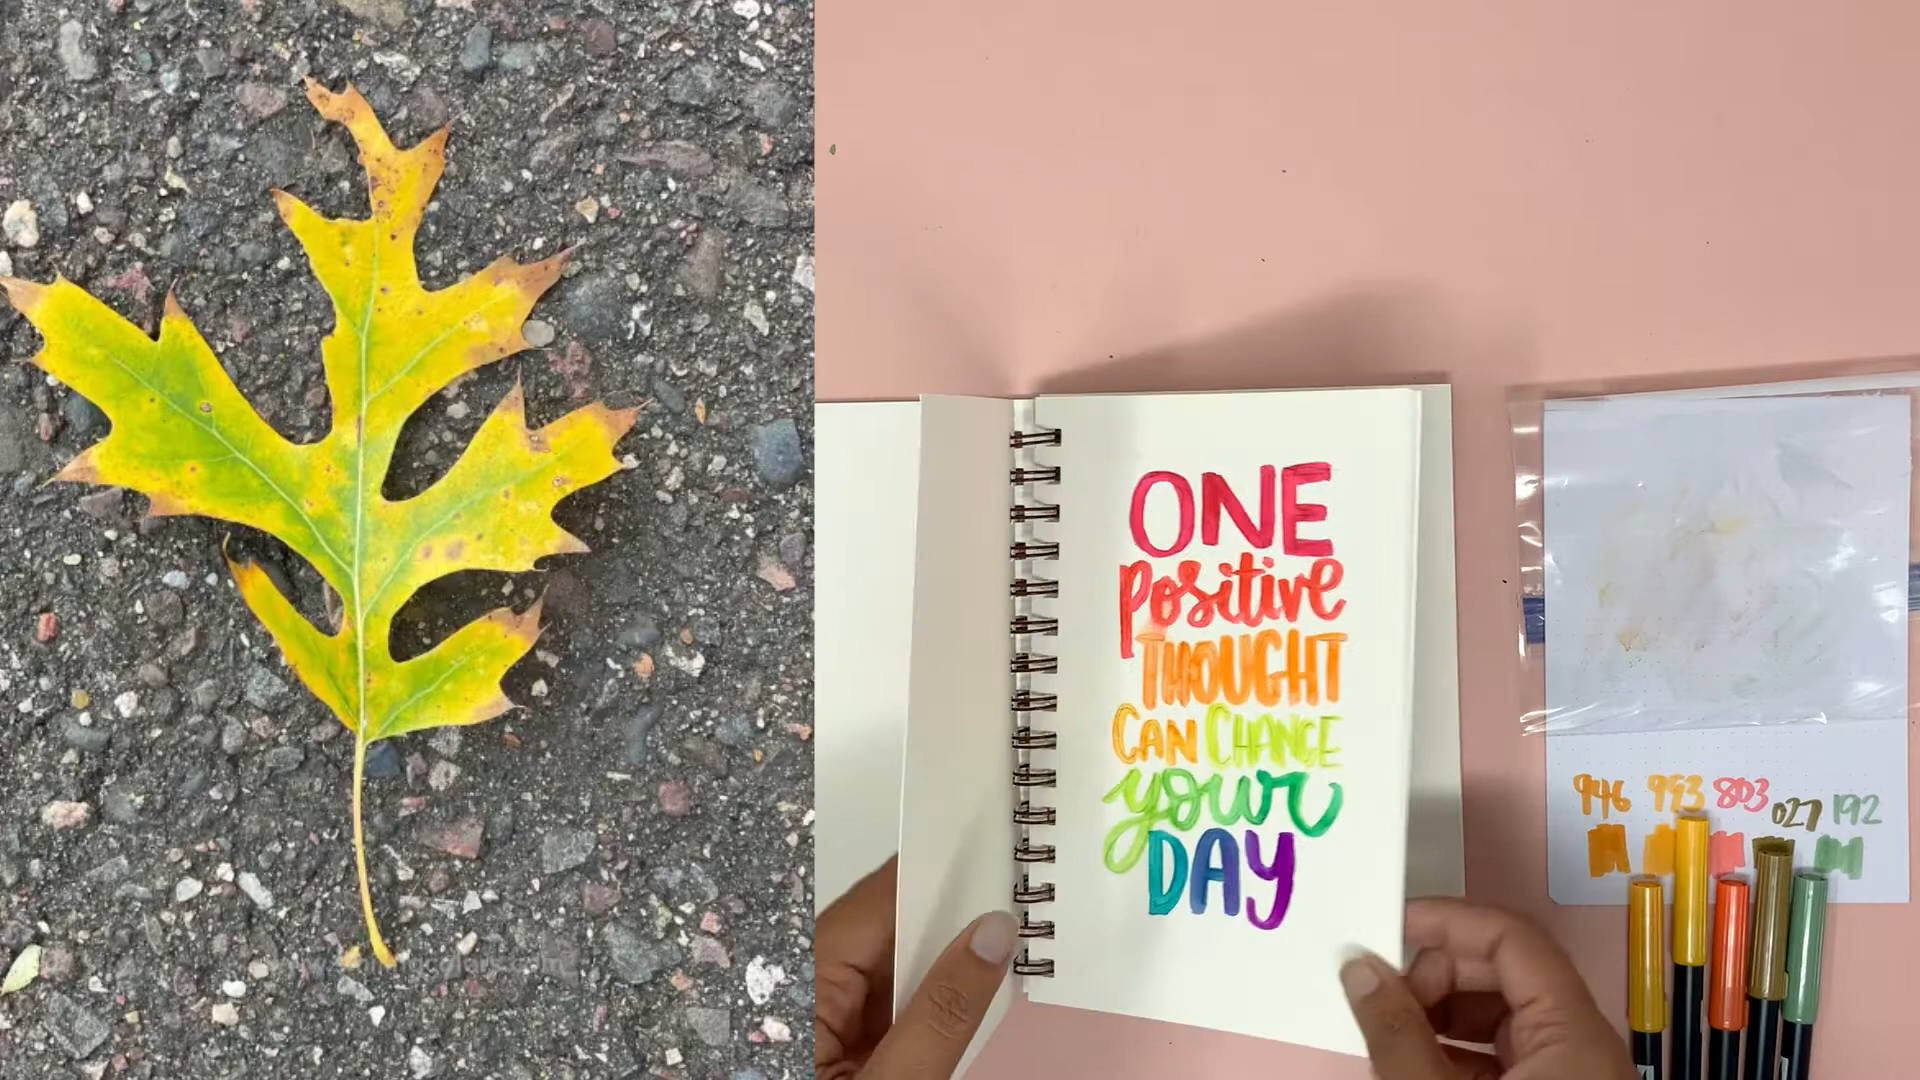 ONE
positive
THOUGHT
CAN CHANGE
your
DAY
946 993 803 027 192